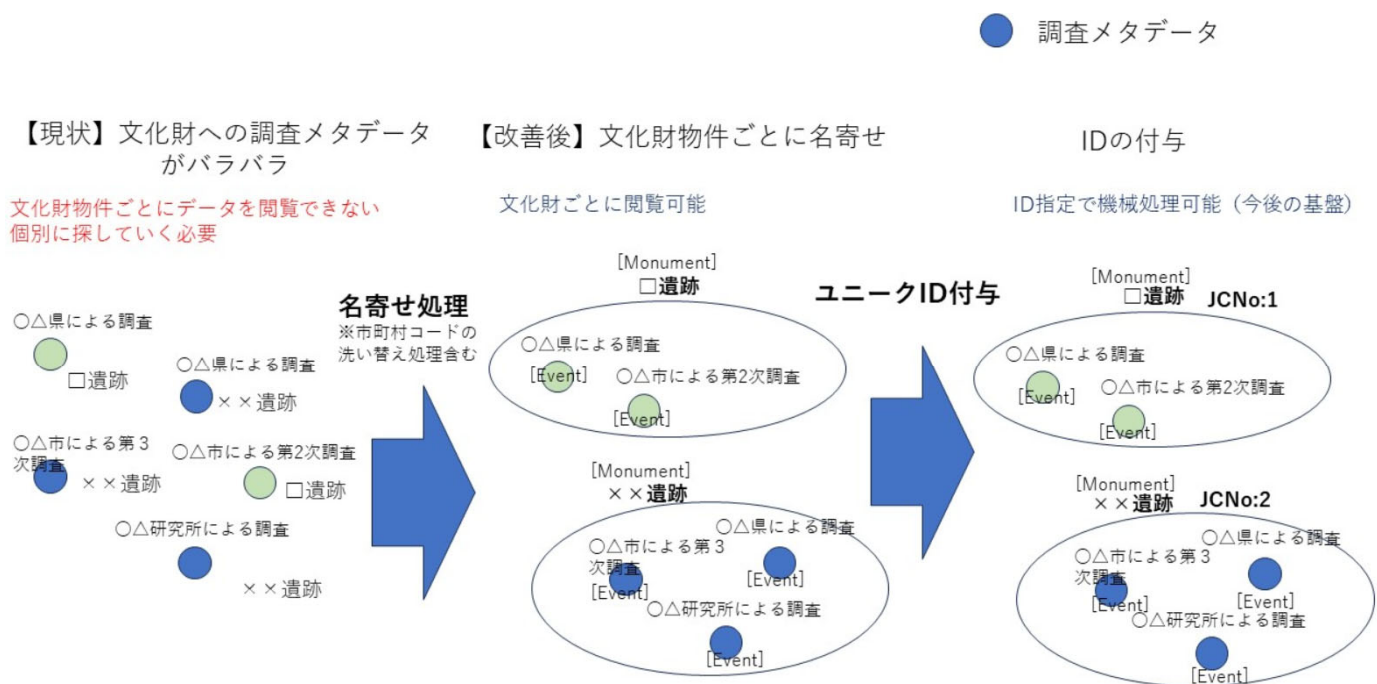 調査メタデータ
【現状】文化財への調査メタデータ
がバラバラ
文化財物件ごとにデータを閲覧できない
個別に探していく必要
○△県による調査
□遺跡
○△県による調査
××遺跡
○△市による第3
次調査
××遺跡
○△市による第2次調査
□遺跡
○△研究所による調査
××遺跡
名寄せ処理
※市町村コードの
洗い替え処理含む
【改善後】文化財物件ごとに名寄せ
文化財ごとに閲覧可能
[Monument]
□遺跡
○△県による調査
[Event]
○△市による第2次調査
[Event]
[Monument]
××遺跡
○△市による第3
次調査
[Event]
○△県による調査
[Event]
○△研究所による調査
[Event]
ユニークID付与
IDの付与
ID指定で機械処理可能（今後の基盤）
[Monument]
□遺跡 JCNo:1
○△県による調査
[Event]
○△市による第2次調査
[Event]
[Monument]
××遺跡 JCNo:2
○△市による第3
次調査
[Event]
○△県による調査
[Event]
○△研究所による調査
[Event]